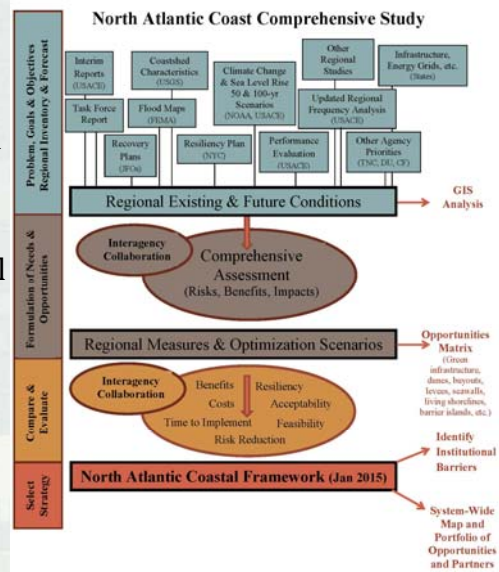 North Atlantic Coast Comprehensive Study
Problem, Goals & Objectives
Regional Inventory & Forecast
Interim
Reports
(USACE)
Coastshed
Characteristics
(USGS)
Climate Change
& Sea Level Rise
50 & 100-yr
Scenarios
(NOAA, USACE)
Other
Regional
Studies
Infrastructure,
Energy Grids, etc.
(States)
Task Force
Report
Flood Maps
(FEMA)
Updated Regional
Frequency Analysis
(USACE)
Recovery
Plans
(JFOs)
Resiliency Plan
(NYC)
Performance
Evaluation
(USACE)
Other Agency
Priorities
(TNC, DU, CF)
Regional Existing & Future Conditions
GIS
Analysis
Formulation of Needs &
Opportunities
Interagency
Collaboration
Comprehensive
Assessment
(Risks, Benefits, Impacts)
l
Regional Measures & Optimization Scenarios
Opportunities
Matrix
(Green
infrastructure,
dunes, buyouts,
levees, seawalls,
living shorelines,
barrier islands, etc.)
Compare &
Evaluate
Interagency
Collaboration
Benefits Resiliency
Costs Acceptability
Time to Implement Feasibility
Risk Reduction
Identify
Institutional
Barriers
Select
Strategy
North Atlantic Coastal Framework (Jan 2015)
System-Wide
Map and
Portfolio of
Opportunities
and Partners